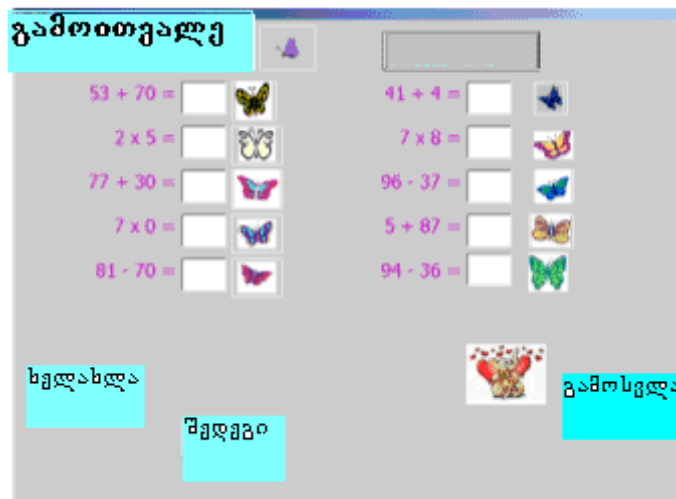 გამოითვალე
53 + 70 =
2 x 5 =
77 + 30 =
7 x 0 =
81 - 70 =
41 + 4 =
7 x 8 =
96 - 37 =
5 + 87 =
94 - 36 =
ხელახლა
შედეგი
გამოსვლა